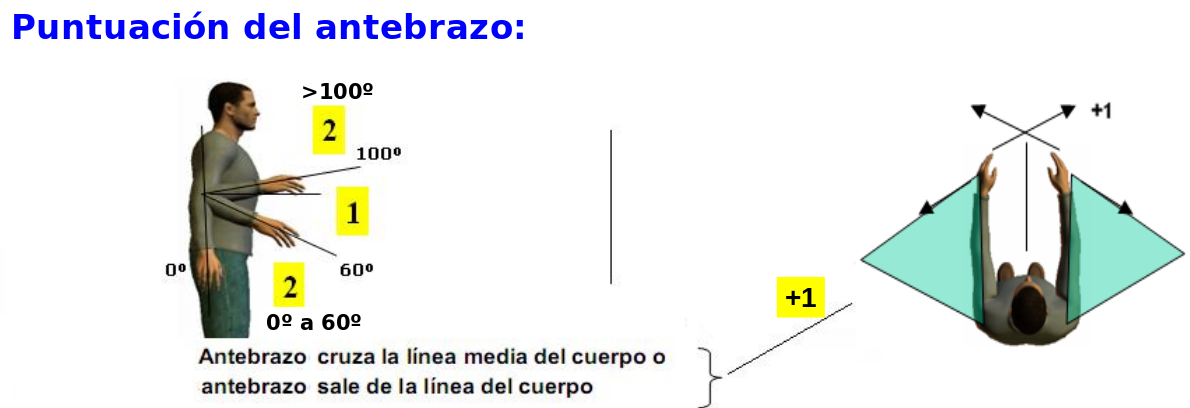 Puntuación del antebrazo:
>100º
2
100º
1
0º
60º
2
0º a 60º
+1
+1
Antebrazo cruza la línea media del cuerpo o
antebrazo sale de la línea del cuerpo